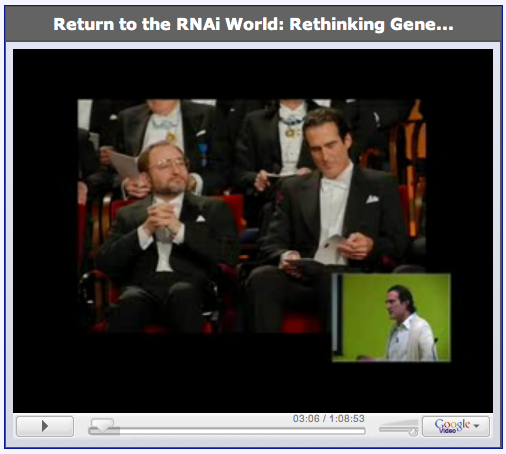 Return to the RNAi World: Rethinking Gene...
03:06 / 1:08:53
Google
Video